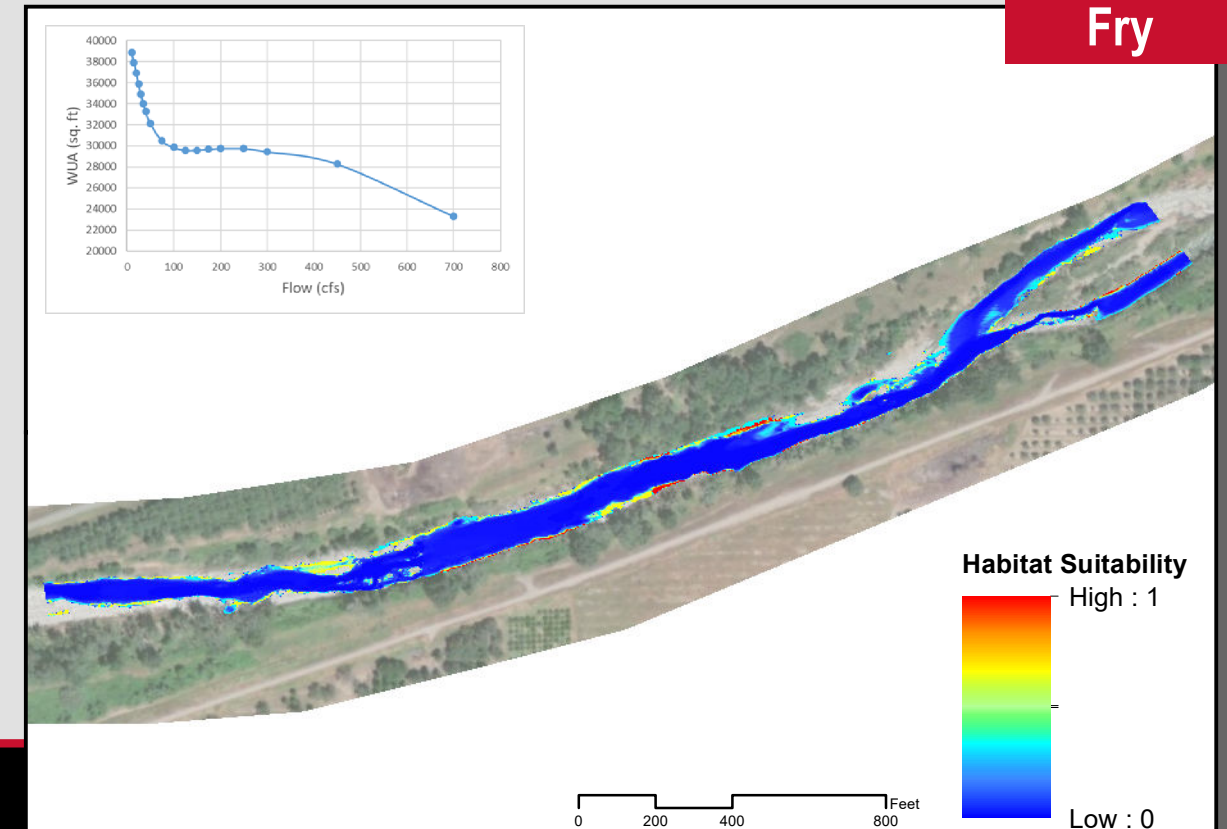 Fry
40000
38000
36000
34000
32000
30000
28000
26000
24000
22000
20000
WUA (sq. ft)
0 100 200 300 400 500 600 700 800
Flow (cfs)
Habitat Suitability
High : 1
Low : 0
Feet
0 200 400 800